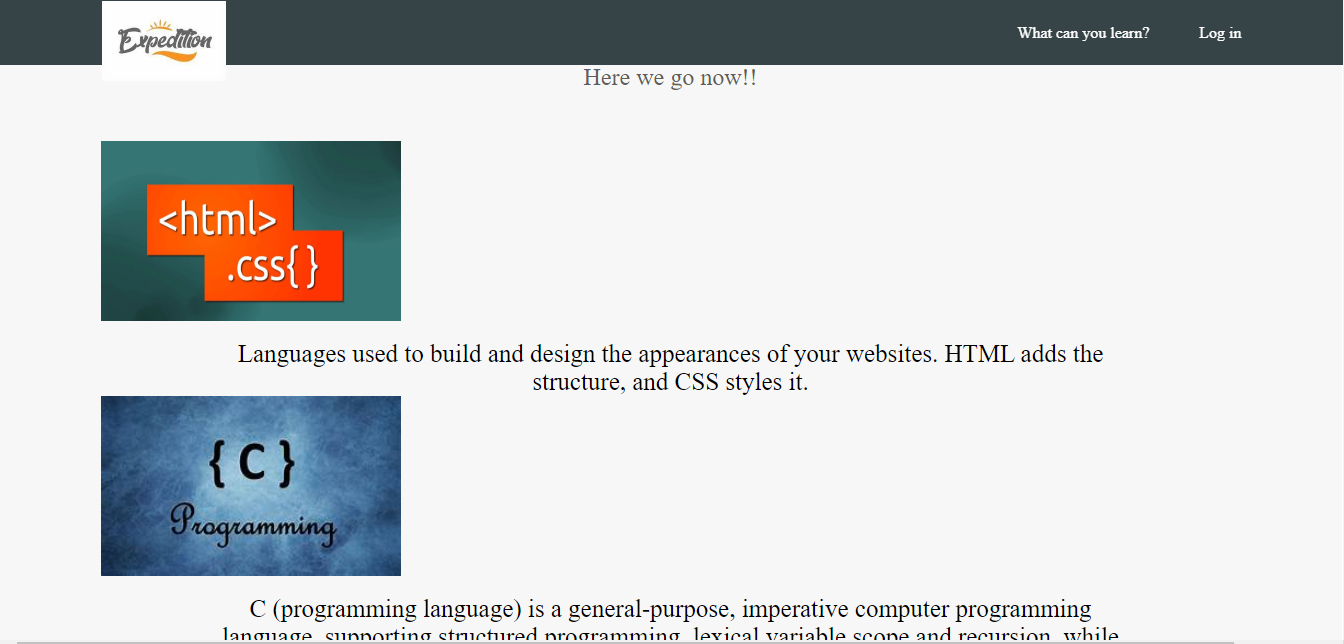 Expedition
What can you learn?
Log in
Here we go now!!
<html>
.css{ }
Languages used to build and design the appearances of your websites. HTML adds the
structure, and CSS styles it.
{ C }
Programming
C (programming language) is a general-purpose, imperative computer programming
language, supporting structured programming, lexical variable scope and recursion, while